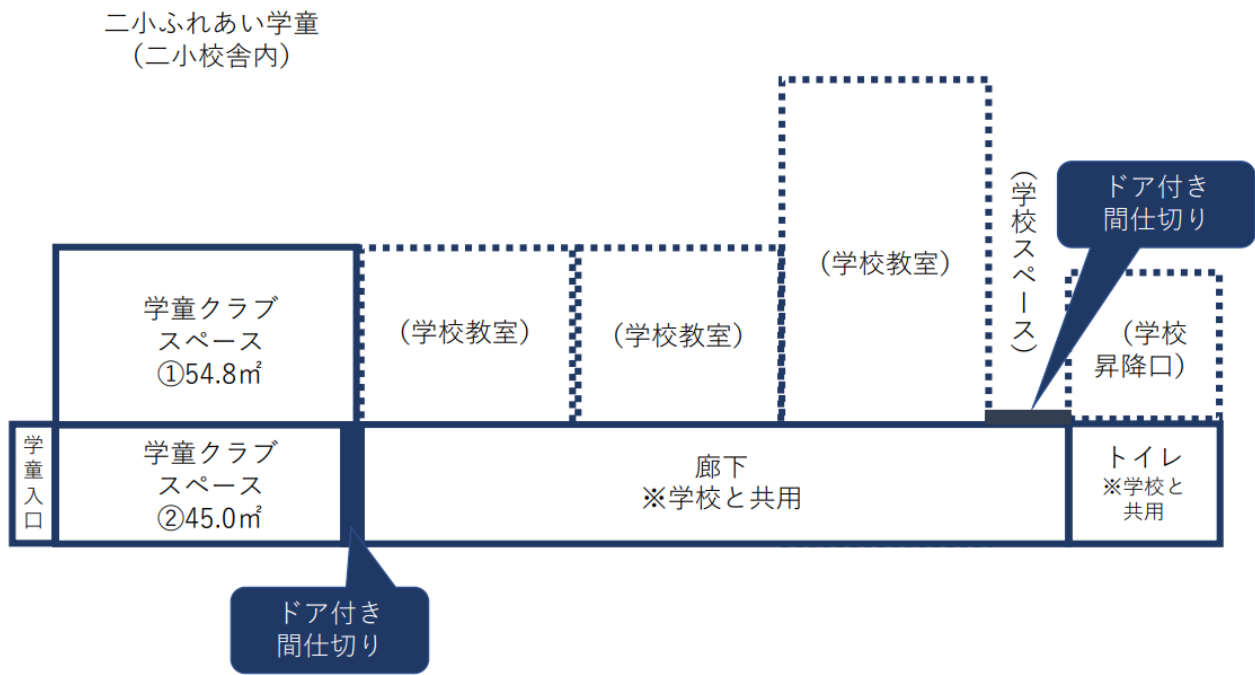 二小ふれあい学童
（二小校舎内）
学童クラブ
スペース
①54.8㎡
（学校教室）
（学校教室）
（学校教室）
（学校スペース）
ドア付き
間仕切り
（学校
昇降口）
学童入口
学童クラブ
スペース
②45.0㎡
廊下
※学校と共用
トイレ
※学校と
共用
ドア付き
間仕切り